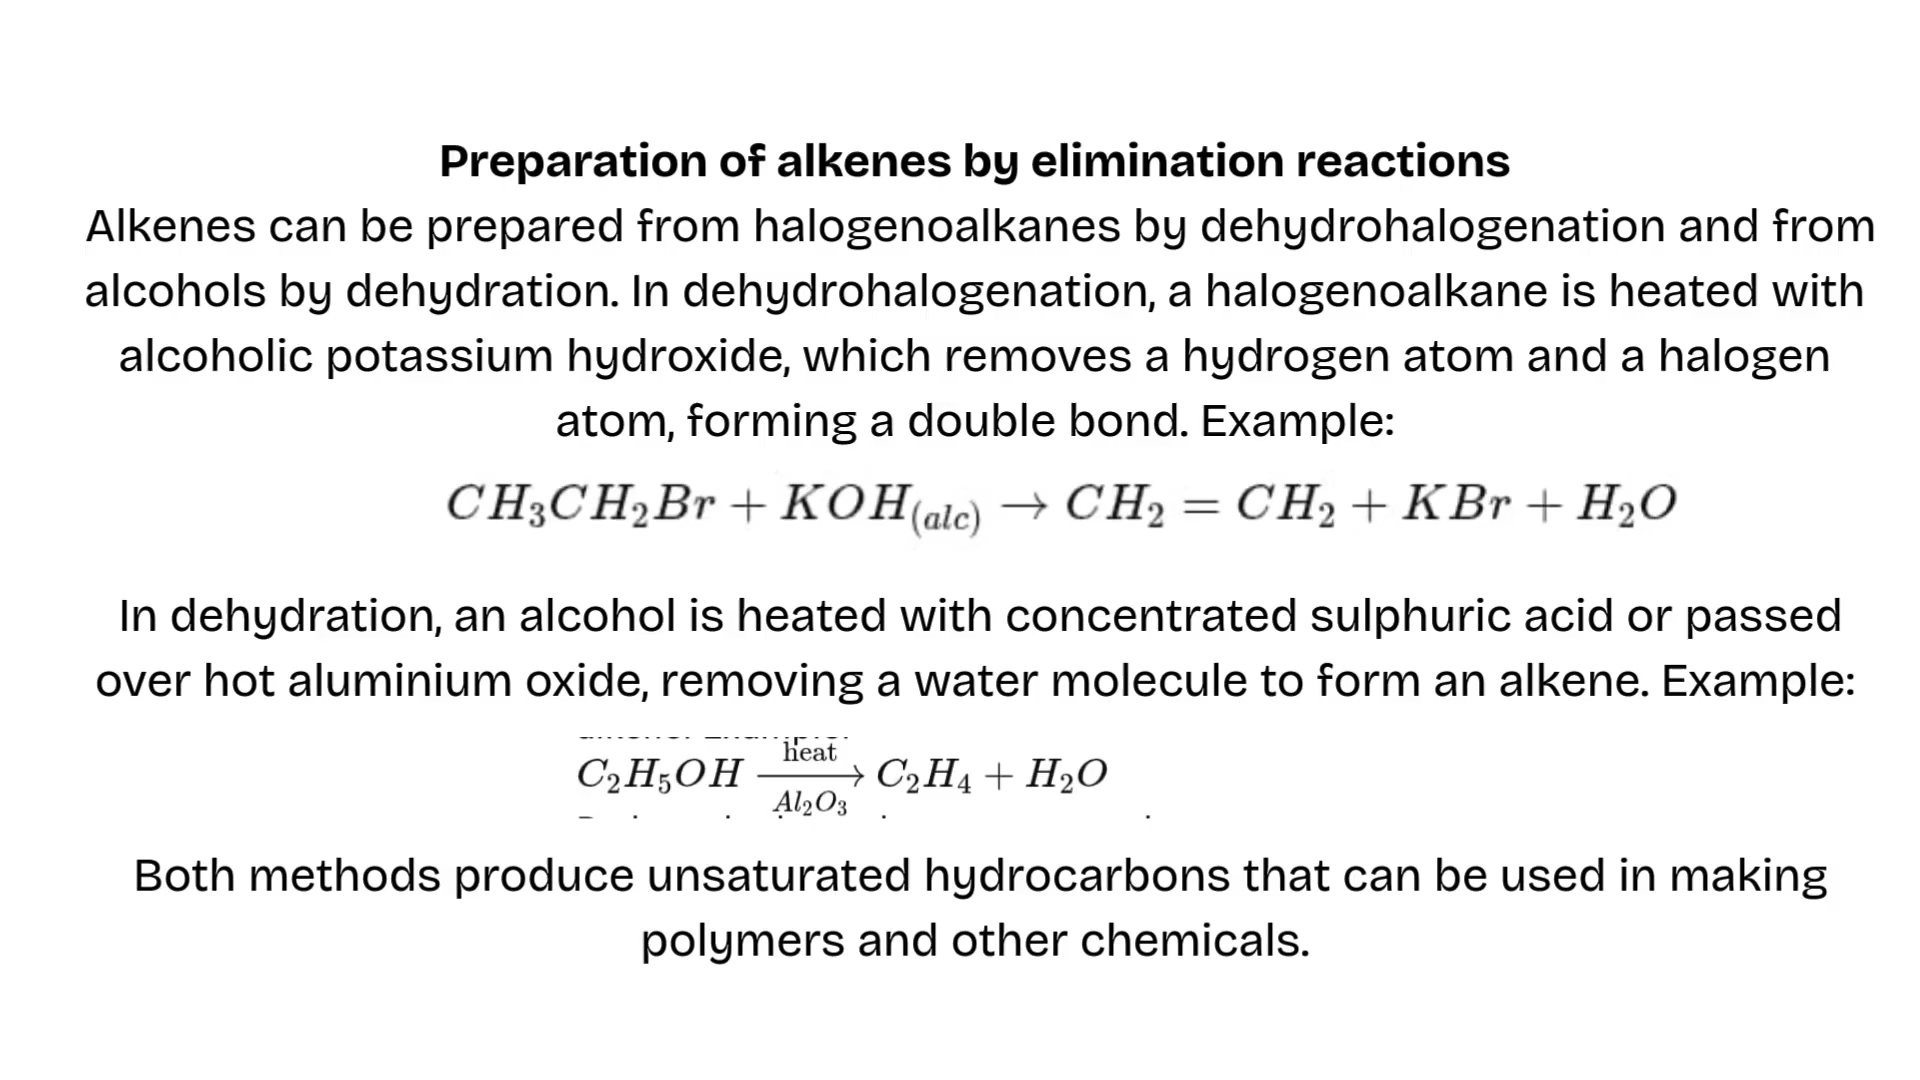 Preparation of alkenes by elimination reactions
Alkenes can be prepared from halogenoalkanes by dehydrohalogenation and from
alcohols by dehydration. In dehydrohalogenation, a halogenoalkane is heated with
alcoholic potassium hydroxide, which removes a hydrogen atom and a halogen
atom, forming a double bond. Example:
CH₃CH₂Br + KOH₍alc₎ → CH₂ = CH₂ + KBr + H₂O
In dehydration, an alcohol is heated with concentrated sulphuric acid or passed
over hot aluminium oxide, removing a water molecule to form an alkene. Example:
heat
C₂H₅OH → C₂H₄ + H₂O
Al₂O₃
Both methods produce unsaturated hydrocarbons that can be used in making
polymers and other chemicals.